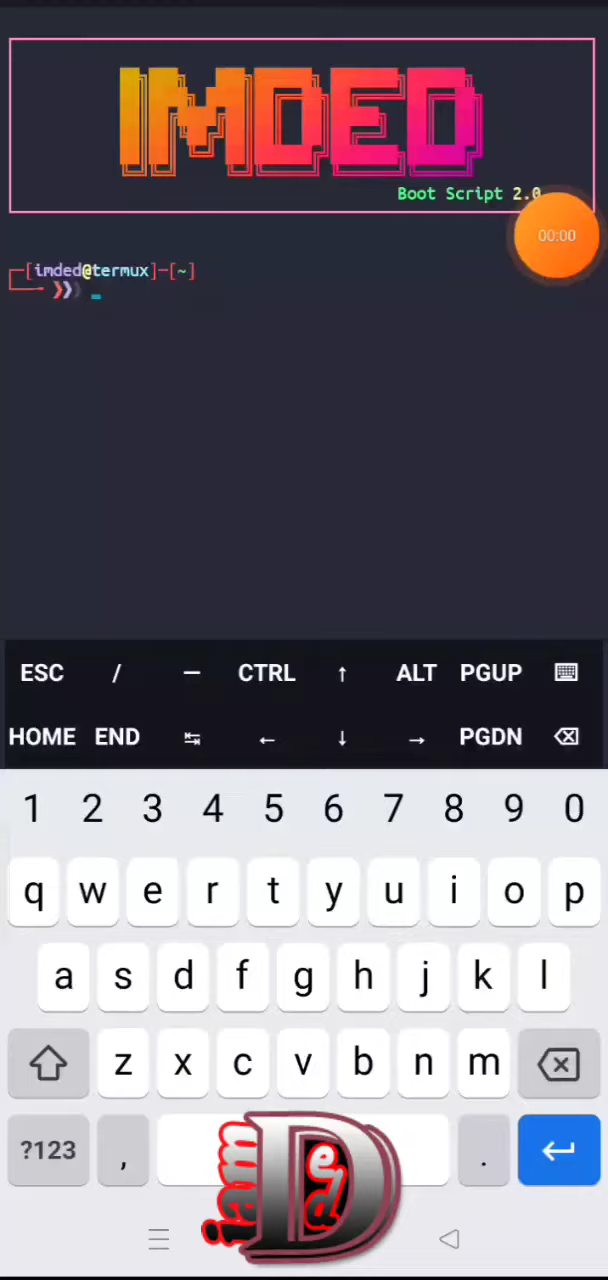 IMDED
Boot Script 2.0
00:00
┌─[imded@termux]─[~]
└──╼ ❯❯❯
ESC / — CTRL ↑ ALT PGUP
HOME END ↹ ← ↓ → PGDN
1 2 3 4 5 6 7 8 9 0
q w e r t y u i o p
a s d f g h j k l
z x c v b n m
?123 , .
imDed